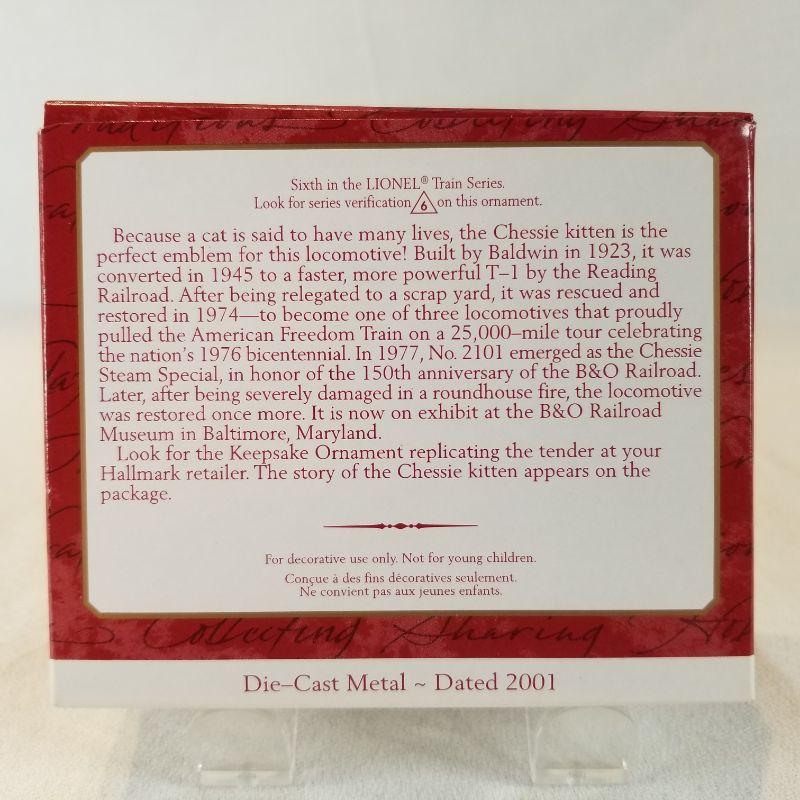 Collecting Sha
Sixth in the LIONEL® Train Series.
Look for series verification 6 on this ornament.
Because a cat is said to have many lives, the Chessie kitten is the
perfect emblem for this locomotive! Built by Baldwin in 1923, it was
converted in 1945 to a faster, more powerful T–1 by the Reading
Railroad. After being relegated to a scrap yard, it was rescued and
restored in 1974—to become one of three locomotives that proudly
pulled the American Freedom Train on a 25,000–mile tour celebrating
the nation's 1976 bicentennial. In 1977, No. 2101 emerged as the Chessie
Steam Special, in honor of the 150th anniversary of the B&O Railroad.
Later, after being severely damaged in a roundhouse fire, the locomotive
was restored once more. It is now on exhibit at the B&O Railroad
Museum in Baltimore, Maryland.
Look for the Keepsake Ornament replicating the tender at your
Hallmark retailer. The story of the Chessie kitten appears on the
package.
For decorative use only. Not for young children.
Conçue à des fins décoratives seulement.
Ne convient pas aux jeunes enfants.
Collecting Sharing Ho
Die–Cast Metal ~ Dated 2001